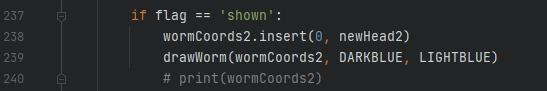 237 if flag == 'shown':
238 wormCoords2.insert(0, newHead2)
239 drawWorm(wormCoords2, DARKBLUE, LIGHTBLUE)
240 # print(wormCoords2)